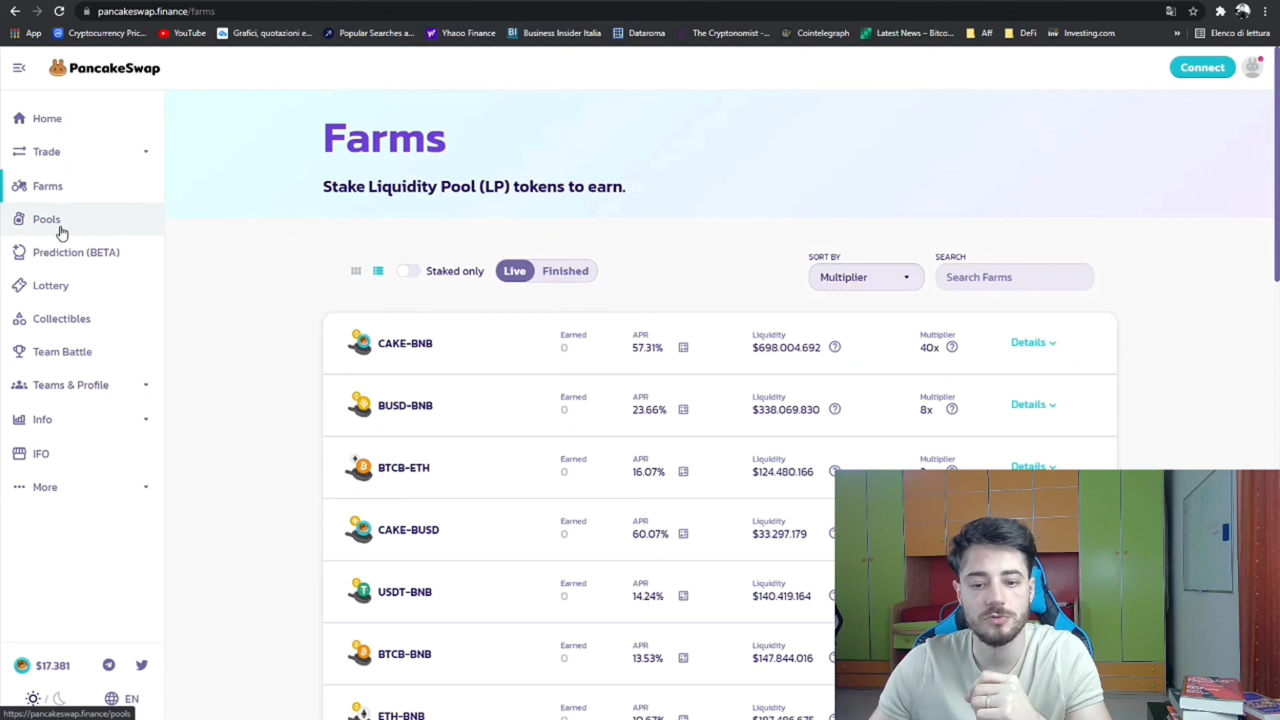 pancakeswap.finance/farms
App
Cryptocurrency Pric...
YouTube
Grafici, quotazioni e...
Popular Searches a...
Yhaoo Finance
Business Insider Italia
Dataroma
The Cryptonomist -...
Cointelegraph
Latest News – Bitco...
Aff
DeFi
Investing.com
»
Elenco di lettura
PancakeSwap
Connect
Home
Trade
Farms
Pools
Prediction (BETA)
Lottery
Collectibles
Team Battle
Teams & Profile
Info
IFO
More
$17.381
/
EN
https://pancakeswap.finance/pools
Farms
Stake Liquidity Pool (LP) tokens to earn.
Staked only
Live
Finished
SORT BY
Multiplier
SEARCH
Search Farms
CAKE-BNB
Earned
0
APR
57.31%
Liquidity
$698.004.692
Multiplier
40x
Details
BUSD-BNB
Earned
0
APR
23.66%
Liquidity
$338.069.830
Multiplier
8x
Details
BTCB-ETH
Earned
0
APR
16.07%
Liquidity
$124.480.166
Multiplier
Details
CAKE-BUSD
Earned
0
APR
60.07%
Liquidity
$33.297.179
USDT-BNB
Earned
0
APR
14.24%
Liquidity
$140.419.164
BTCB-BNB
Earned
0
APR
13.53%
Liquidity
$147.844.016
ETH-BNB
Earned
APR
Liquidity